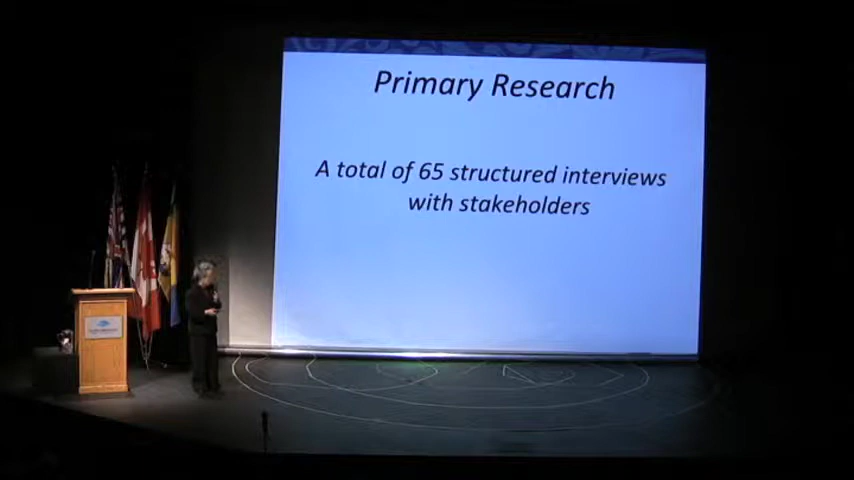 Primary Research
A total of 65 structured interviews
with stakeholders